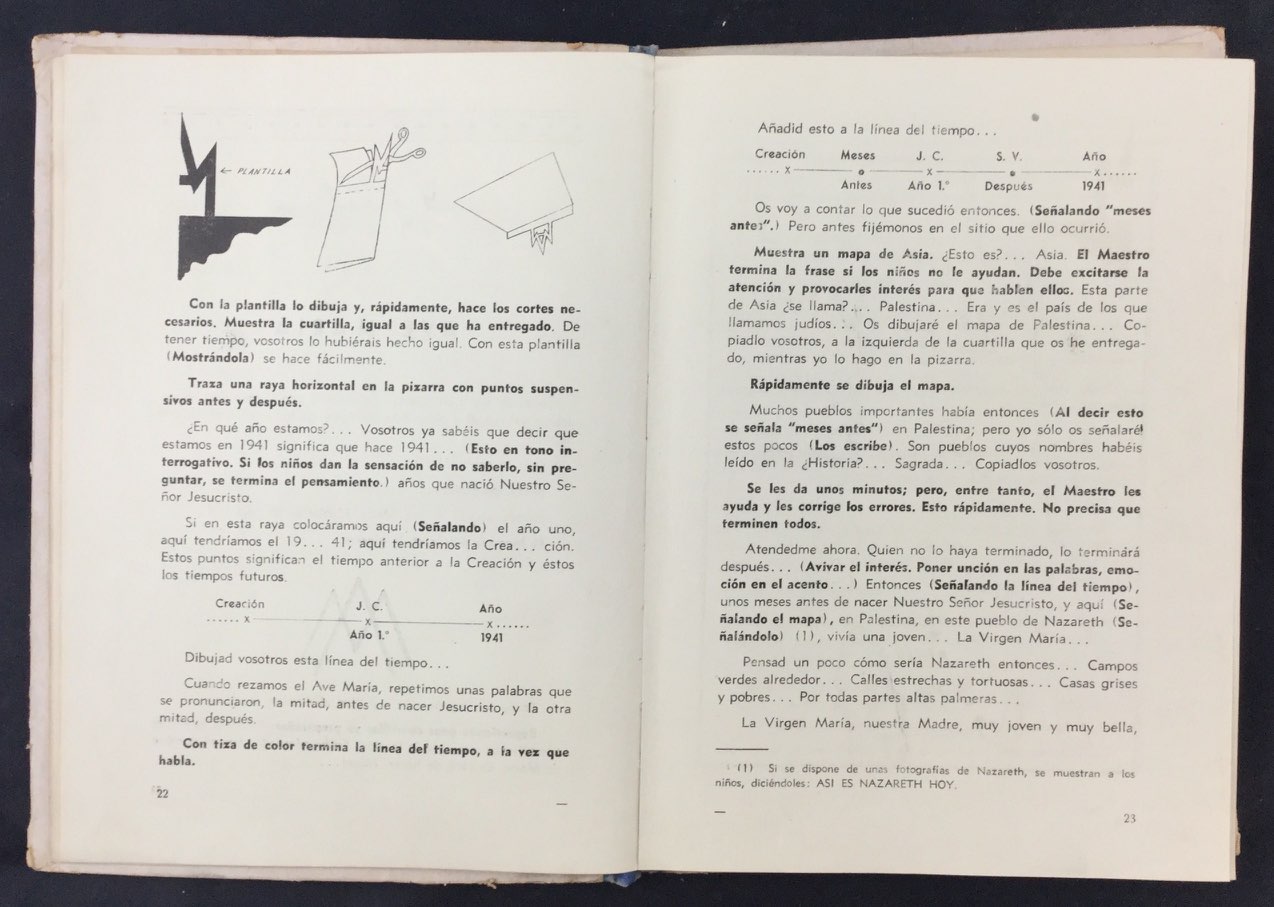 ← PLANTILLA
Con la plantilla lo dibuja y, rápidamente, hace los cortes ne-
cesarios. Muestra la cuartilla, igual a las que ha entregado. De
tener tiempo, vosotros lo hubiérais hecho igual. Con esta plantilla
(Mostrándola) se hace fácilmente.
Traza una raya horizontal en la pizarra con puntos suspen-
sivos antes y después.
¿En qué año estamos?... Vosotros ya sabéis que decir que
estamos en 1941 significa que hace 1941... (Esto en tono in-
terrogativo. Si los niños dan la sensación de no saberlo, sin pre-
guntar, se termina el pensamiento.) años que nació Nuestro Se-
ñor Jesucristo.
Si en esta raya colocáramos aquí (Señalando) el año uno,
aquí tendríamos el 19... 41; aquí tendríamos la Crea... ción.
Estos puntos significan el tiempo anterior a la Creación y éstos
los tiempos futuros.
Creación J. C. Año
...... x x x......
Año 1.° 1941
Dibujad vosotros esta línea del tiempo...
Cuando rezamos el Ave María, repetimos unas palabras que
se pronunciaron, la mitad, antes de nacer Jesucristo, y la otra
mitad, después.
Con tiza de color termina la línea del tiempo, a la vez que
habla.
22
Añadid esto a la línea del tiempo...
Creación Meses J. C. S. V. Año
...... x x x......
Antes Año 1.° Después 1941
Os voy a contar lo que sucedió entonces. (Señalando "meses
antes".) Pero antes fijémonos en el sitio que ello ocurrió.
Muestra un mapa de Asia. ¿Esto es?... Asia. El Maestro
termina la frase si los niños no le ayudan. Debe excitarse la
atención y provocarles interés para que hablen ellos. Esta parte
de Asia ¿se llama?... Palestina... Era y es el país de los que
llamamos judíos... Os dibujaré el mapa de Palestina... Co-
piadlo vosotros, a la izquierda de la cuartilla que os he entrega-
do, mientras yo lo hago en la pizarra.
Rápidamente se dibuja el mapa.
Muchos pueblos importantes había entonces (Al decir esto
se señala "meses antes") en Palestina; pero yo sólo os señalaré
estos pocos (Los escribe). Son pueblos cuyos nombres habéis
leído en la ¿Historia?... Sagrada... Copiadlos vosotros.
Se les da unos minutos; pero, entre tanto, el Maestro les
ayuda y les corrige los errores. Esto rápidamente. No precisa que
terminen todos.
Atendedme ahora. Quien no lo haya terminado, lo terminará
después... (Avivar el interés. Poner unción en las palabras, emo-
ción en el acento...) Entonces (Señalando la línea del tiempo),
unos meses antes de nacer Nuestro Señor Jesucristo, y aquí (Se-
ñalando el mapa), en Palestina, en este pueblo de Nazareth (Se-
ñalándolo) (1), vivía una joven... La Virgen María...
Pensad un poco cómo sería Nazareth entonces... Campos
verdes alrededor... Calles estrechas y tortuosas... Casas grises
y pobres... Por todas partes altas palmeras...
La Virgen María, nuestra Madre, muy joven y muy bella,
(1) Si se dispone de unas fotografías de Nazareth, se muestran a los
niños, diciéndoles: ASI ES NAZARETH HOY.
23